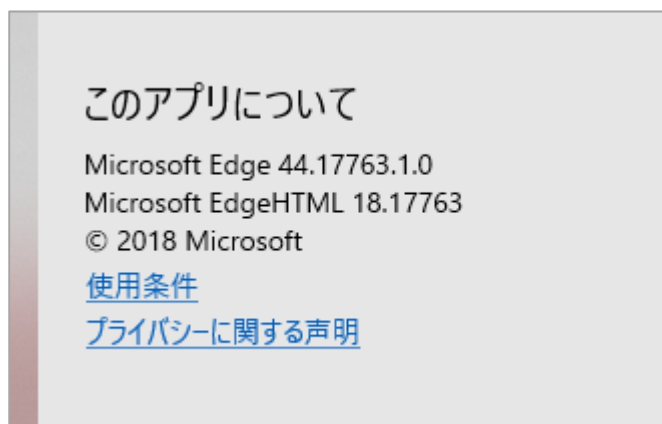 このアプリについて
Microsoft Edge 44.17763.1.0
Microsoft EdgeHTML 18.17763
© 2018 Microsoft
使用条件
プライバシーに関する声明